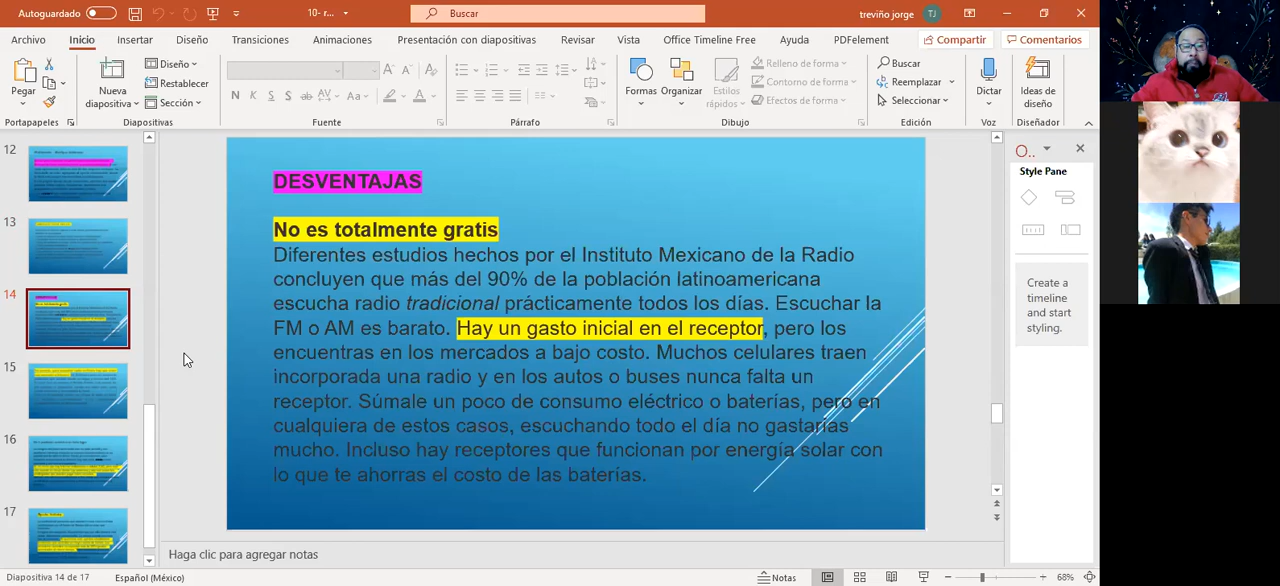 Autoguardado
10- r...
Buscar
treviño jorge
TJ
Archivo
Inicio
Insertar
Diseño
Transiciones
Animaciones
Presentación con diapositivas
Revisar
Vista
Office Timeline Free
Ayuda
PDFelement
Compartir
Comentarios
Pegar
Nueva
diapositiva
Diseño
Restablecer
Sección
N K S S ab AV Aa A
Formas
Organizar
Estilos
rápidos
Relleno de forma
Contorno de forma
Efectos de forma
Buscar
Reemplazar
Seleccionar
Dictar
Ideas de
diseño
Portapapeles
Diapositivas
Fuente
Párrafo
Dibujo
Edición
Voz
Diseñador
12
13
14
15
16
17
DESVENTAJAS
No es totalmente gratis
Diferentes estudios hechos por el Instituto Mexicano de la Radio
concluyen que más del 90% de la población latinoamericana
escucha radio tradicional prácticamente todos los días. Escuchar la
FM o AM es barato. Hay un gasto inicial en el receptor, pero los
encuentras en los mercados a bajo costo. Muchos celulares traen
incorporada una radio y en los autos o buses nunca falta un
receptor. Súmale un poco de consumo eléctrico o baterías, pero en
cualquiera de estos casos, escuchando todo el día no gastarías
mucho. Incluso hay receptores que funcionan por energía solar con
lo que te ahorras el costo de las baterías.
O..
Style Pane
Create a
timeline and
start
styling.
Haga clic para agregar notas
Diapositiva 14 de 17
Español (México)
Notas
68%